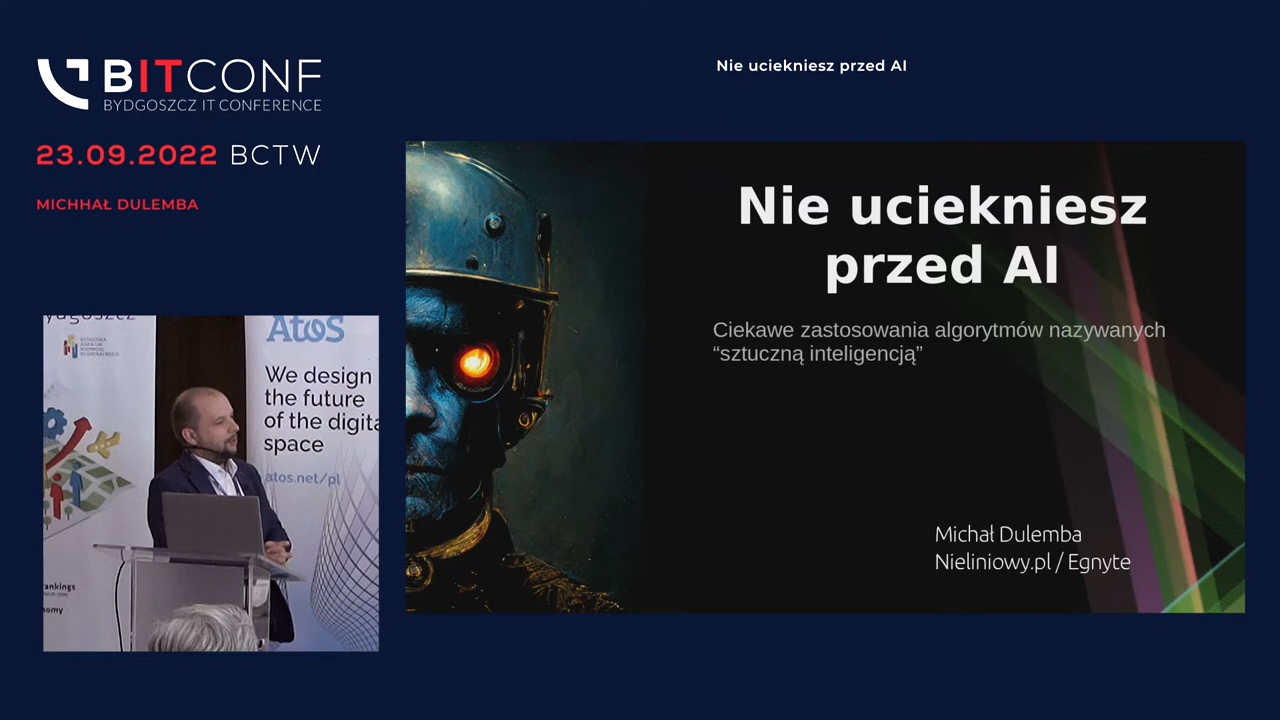 BITCONF
BYDGOSZCZ IT CONFERENCE
23.09.2022 BCTW
MICHHAŁ DULEMBA
Nie uciekniesz przed AI
Nie uciekniesz
przed AI
Ciekawe zastosowania algorytmów nazywanych
“sztuczną inteligencją”
Michał Dulemba
Nieliniowy.pl / Egnyte
Atos
We design
the future
of the digita
space
atos.net/pl